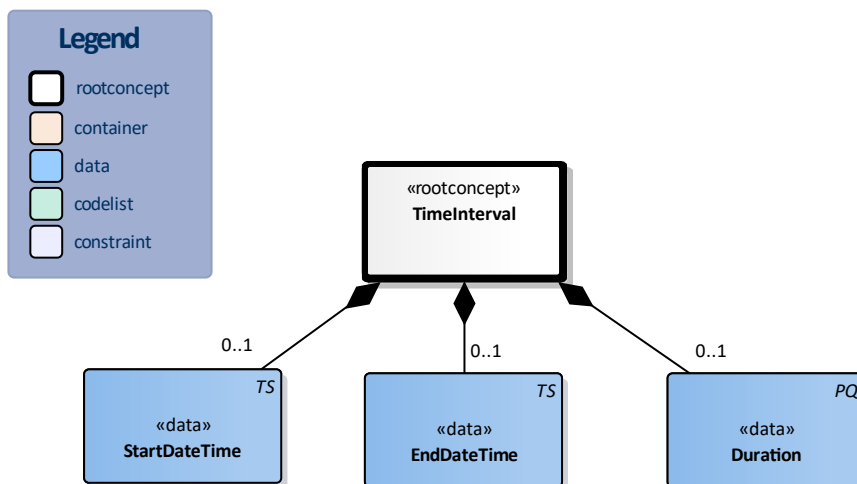 Legend
rootconcept
container
data
codelist
constraint
«rootconcept»
TimeInterval
0..1
0..1
0..1
TS
«data»
StartDateTime
TS
«data»
EndDateTime
PQ
«data»
Duration